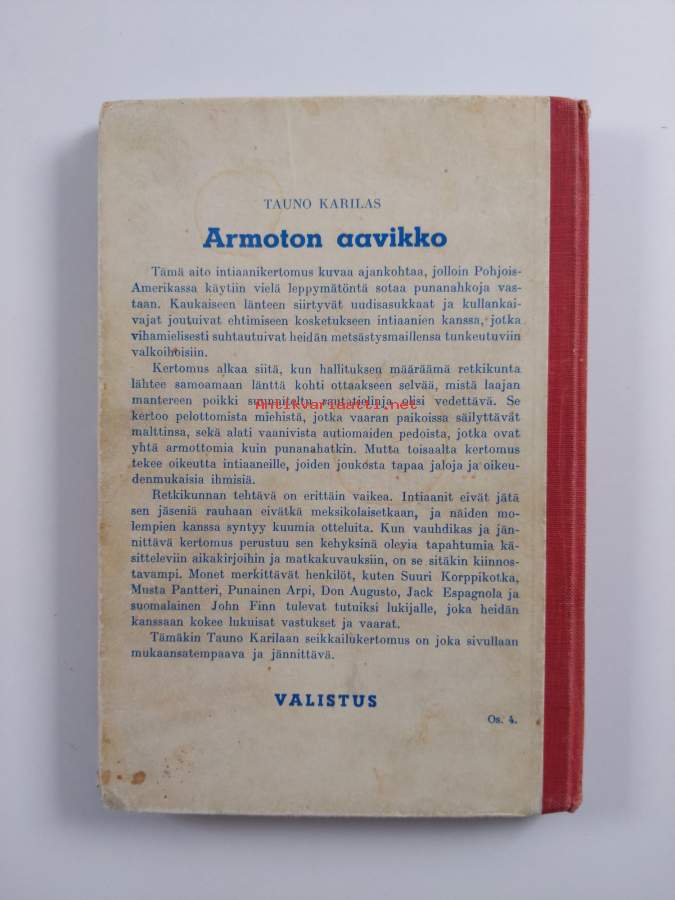 TAUNO KARILAS
Armoton aavikko
Tämä aito intiaanikertomus kuvaa ajankohtaa, jolloin Pohjois-
Amerikassa käytiin vielä leppymätöntä sotaa punanahkoja vas-
taan. Kaukaiseen länteen siirtyvät uudisasukkaat ja kullankai-
vajat joutuivat ehtimiseen kosketukseen intiaanien kanssa, jotka
vihamielisesti suhtautuivat heidän metsästysmaillensa tunkeutuviin
valkoihoisiin.
Kertomus alkaa siitä, kun hallituksen määräämä retkikunta
lähtee samoamaan länttä kohti ottaakseen selvää, mistä laajan
mantereen poikki suunniteltu rautatielinja olisi vedettävä. Se
Antikvariaatti.net
kertoo pelottomista miehistä, jotka vaaran paikoissa säilyttävät
malttinsa, sekä alati vaanivista autiomaiden pedoista, jotka ovat
yhtä armottomia kuin punanahatkin. Mutta toisaalta kertomus
tekee oikeutta intiaaneille, joiden joukosta tapaa jaloja ja oikeu-
denmukaisia ihmisiä.
Retkikunnan tehtävä on erittäin vaikea. Intiaanit eivät jätä
sen jäseniä rauhaan eivätkä meksikolaisetkaan, ja näiden mo-
lempien kanssa syntyy kuumia otteluita. Kun vauhdikas ja jän-
nittävä kertomus perustuu sen kehyksinä olevia tapahtumia kä-
sitteleviin aikakirjoihin ja matkakuvauksiin, on se sitäkin kiinnos-
tavampi. Monet merkittävät henkilöt, kuten Suuri Korppikotka,
Musta Pantteri, Punainen Arpi, Don Augusto, Jack Espagnola ja
suomalainen John Finn tulevat tutuiksi lukijalle, joka heidän
kanssaan kokee lukuisat vastukset ja vaarat.
Tämäkin Tauno Karilaan seikkailukertomus on joka sivullaan
mukaansatempaava ja jännittävä.
VALISTUS
Os. 4.